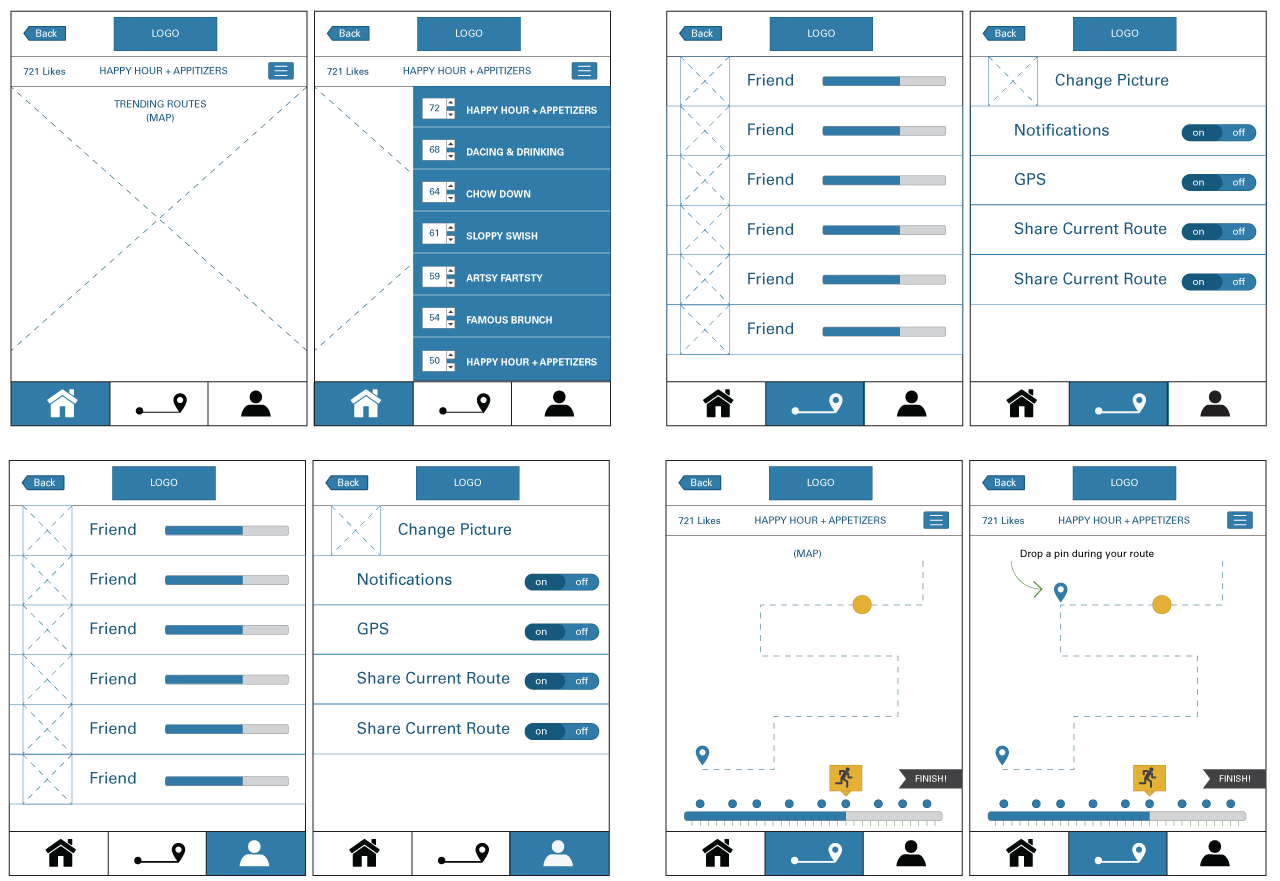 Back
LOGO
721 Likes
HAPPY HOUR + APPITIZERS
TRENDING ROUTES
(MAP)
Back
LOGO
721 Likes
HAPPY HOUR + APPITIZERS
72 HAPPY HOUR + APPETIZERS
68 DACING & DRINKING
64 CHOW DOWN
61 SLOPPY SWISH
59 ARTSY FARTSTY
54 FAMOUS BRUNCH
50 HAPPY HOUR + APPETIZERS
Back
LOGO
Friend
Friend
Friend
Friend
Friend
Friend
Back
LOGO
Change Picture
Notifications on off
GPS on off
Share Current Route on off
Share Current Route on off
Back
LOGO
Friend
Friend
Friend
Friend
Friend
Friend
Back
LOGO
Change Picture
Notifications on off
GPS on off
Share Current Route on off
Share Current Route on off
Back
LOGO
721 Likes
HAPPY HOUR + APPETIZERS
(MAP)
FINISH!
Back
LOGO
721 Likes
HAPPY HOUR + APPETIZERS
Drop a pin during your route
FINISH!